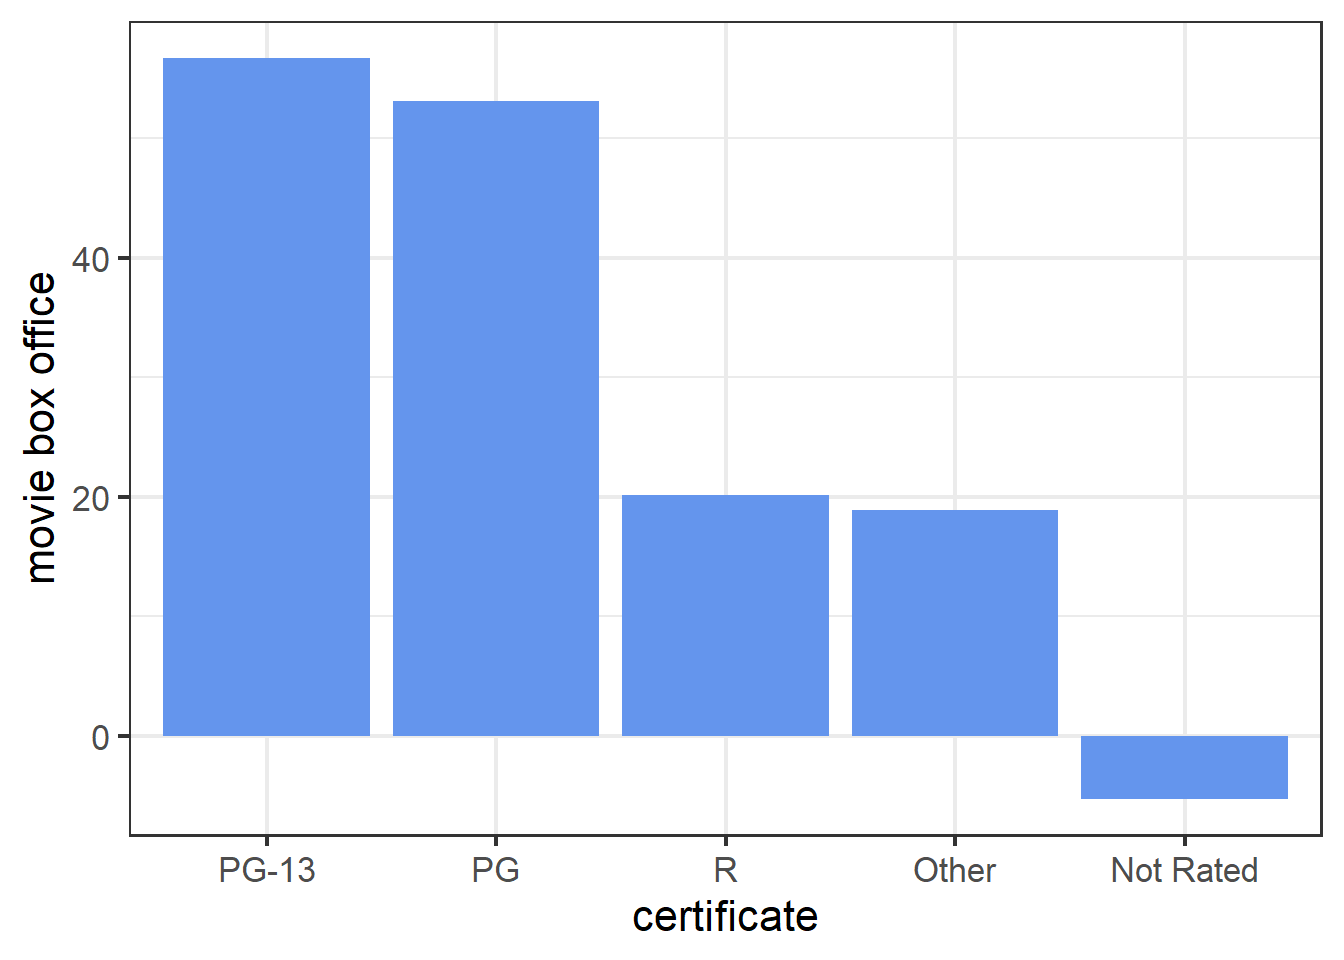 movie box office
40
20
0
PG-13
PG
R
Other
Not Rated
certificate